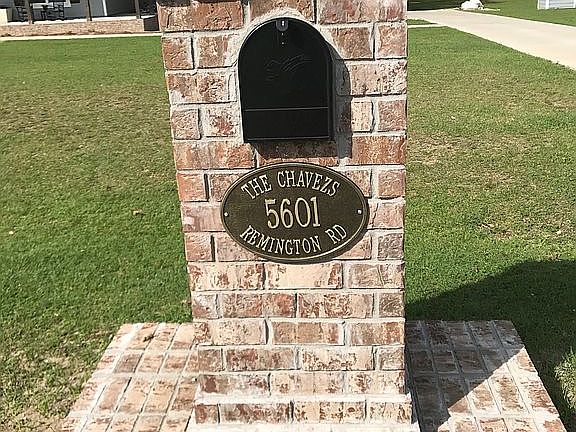 THE CHAVEZS
5601
REMINGTON RD